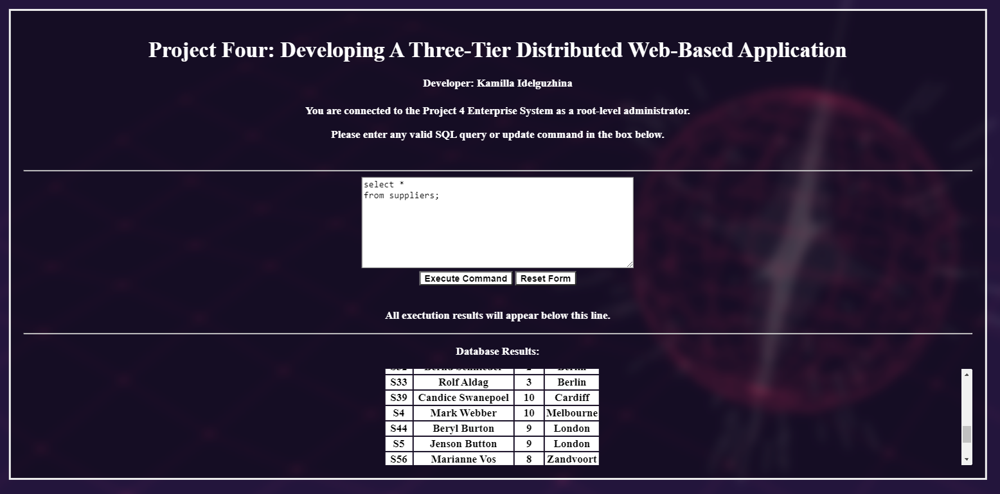 Project Four: Developing A Three-Tier Distributed Web-Based Application
Developer: Kamilla Idelguzhina
You are connected to the Project 4 Enterprise System as a root-level administrator.
Please enter any valid SQL query or update command in the box below.
select *
from suppliers;
Execute Command Reset Form
All exectution results will appear below this line.
Database Results:
S33 Rolf Aldag 3 Berlin
S39 Candice Swanepoel 10 Cardiff
S4 Mark Webber 10 Melbourne
S44 Beryl Burton 9 London
S5 Jenson Button 9 London
S56 Marianne Vos 8 Zandvoort